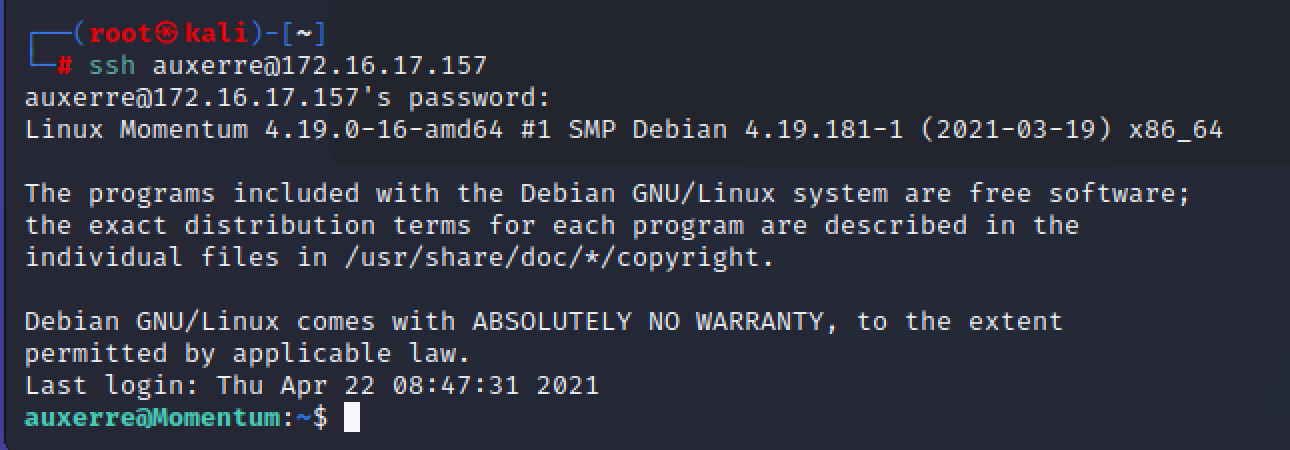 ┌──(root㉿kali)-[~]
└─# ssh auxerre@172.16.17.157
auxerre@172.16.17.157's password:
Linux Momentum 4.19.0-16-amd64 #1 SMP Debian 4.19.181-1 (2021-03-19) x86_64
The programs included with the Debian GNU/Linux system are free software;
the exact distribution terms for each program are described in the
individual files in /usr/share/doc/*/copyright.
Debian GNU/Linux comes with ABSOLUTELY NO WARRANTY, to the extent
permitted by applicable law.
Last login: Thu Apr 22 08:47:31 2021
auxerre@Momentum:~$